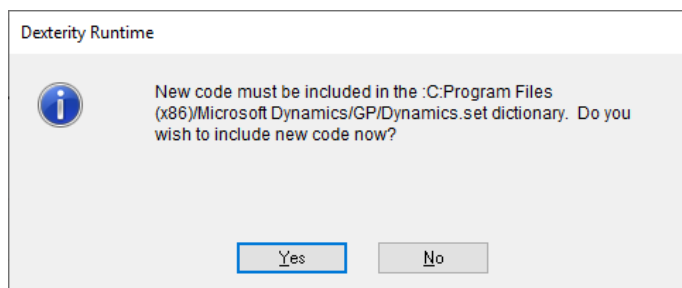 Dexterity Runtime
New code must be included in the :C:Program Files
(x86)/Microsoft Dynamics/GP/Dynamics.set dictionary.  Do you
wish to include new code now?
Yes
No